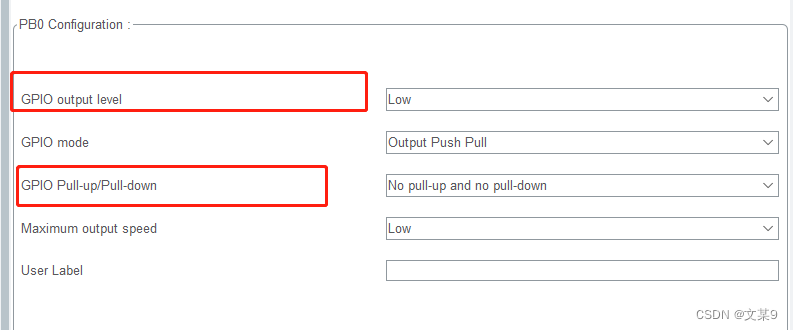 PB0 Configuration :
GPIO output level Low
GPIO mode Output Push Pull
GPIO Pull-up/Pull-down No pull-up and no pull-down
Maximum output speed Low
User Label
CSDN @文某9